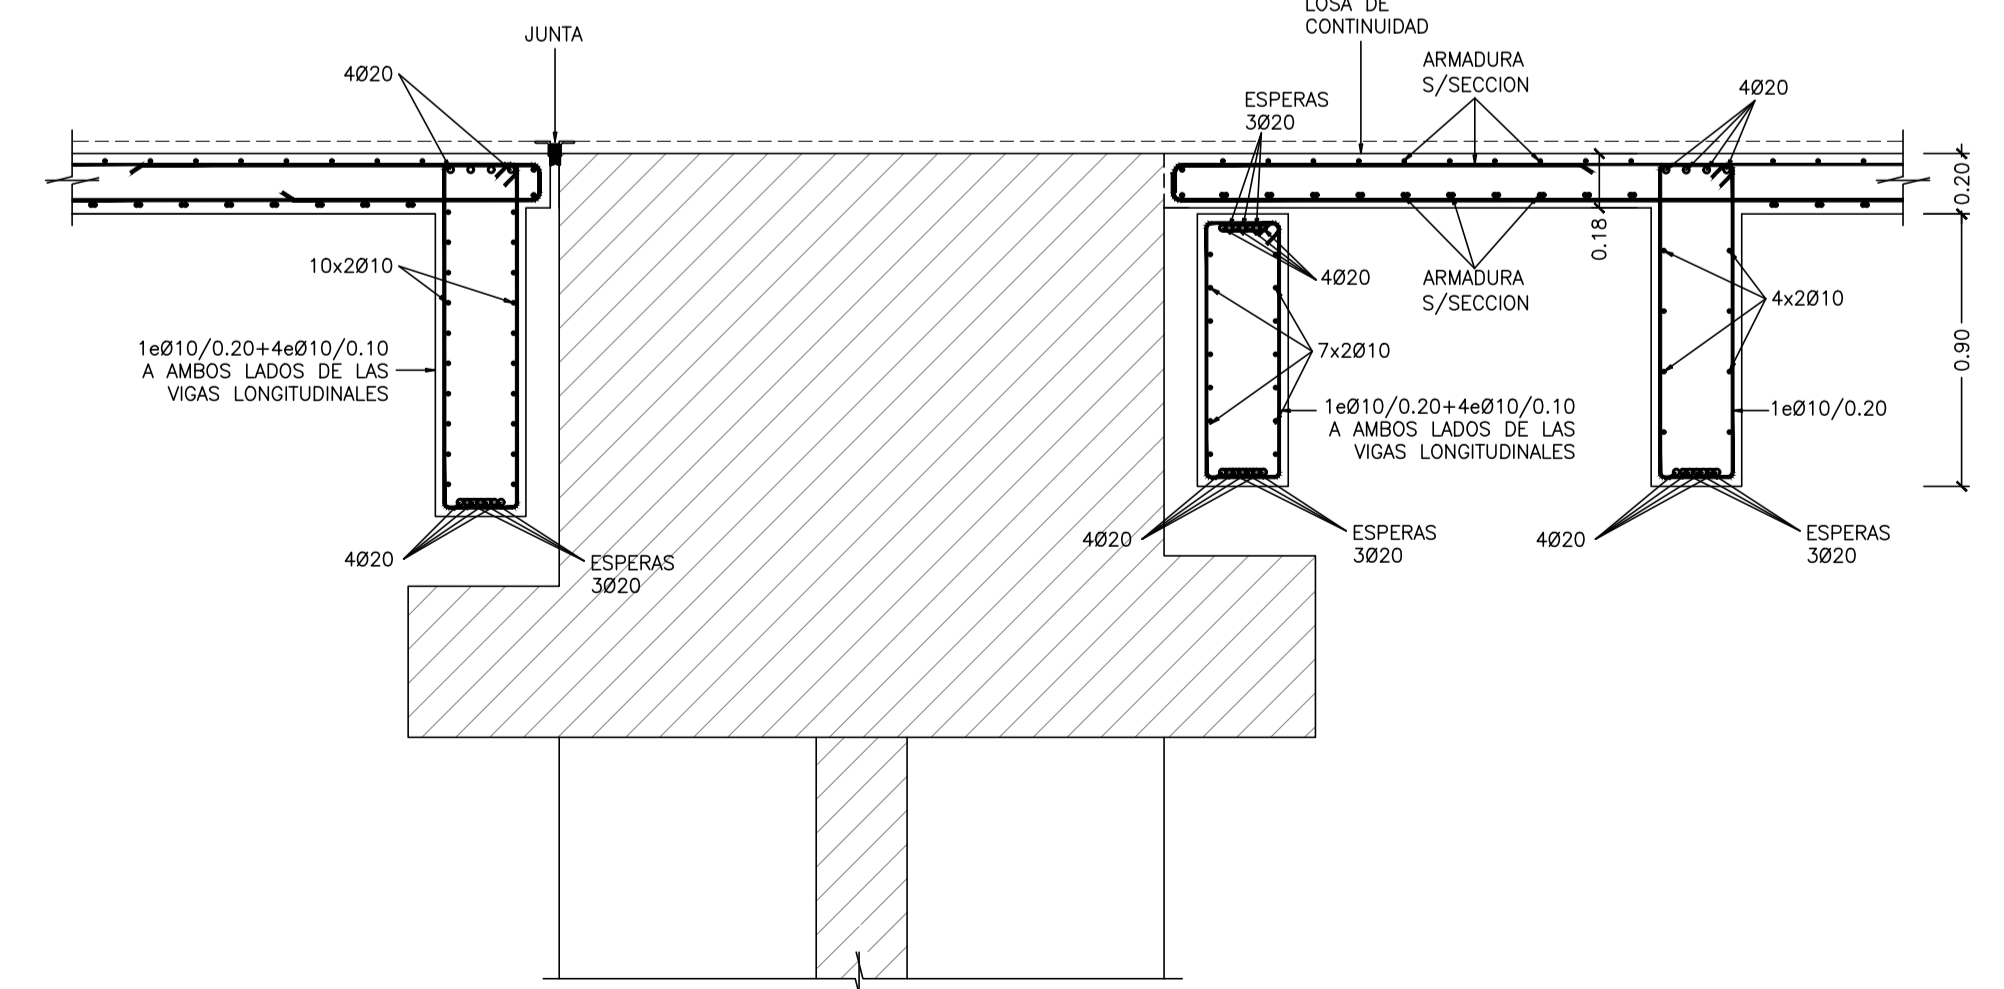 LOSA DE
CONTINUIDAD
JUNTA
4Ø20
ARMADURA
S/SECCION
ESPERAS
3Ø20
4Ø20
0.20
0.18
10x2Ø10
4Ø20
ARMADURA
S/SECCION
4x2Ø10
1eØ10/0.20+4eØ10/0.10
A AMBOS LADOS DE LAS
VIGAS LONGITUDINALES
7x2Ø10
0.90
1eØ10/0.20+4eØ10/0.10
A AMBOS LADOS DE LAS
VIGAS LONGITUDINALES
1eØ10/0.20
4Ø20
ESPERAS
3Ø20
4Ø20
ESPERAS
3Ø20
4Ø20
ESPERAS
3Ø20